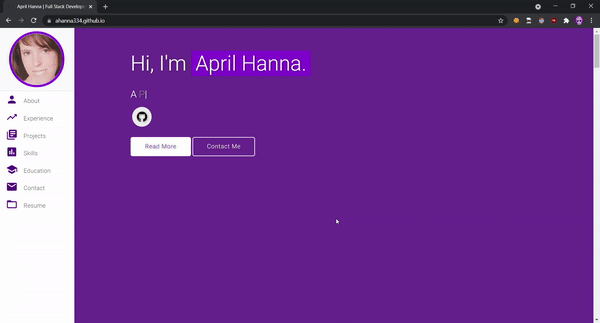 April Hanna | Full Stack Develope
ahanna334.github.io
Hi, I'm April Hanna.
A P|
Read More
Contact Me
About
Experience
Projects
Skills
Education
Contact
Resume